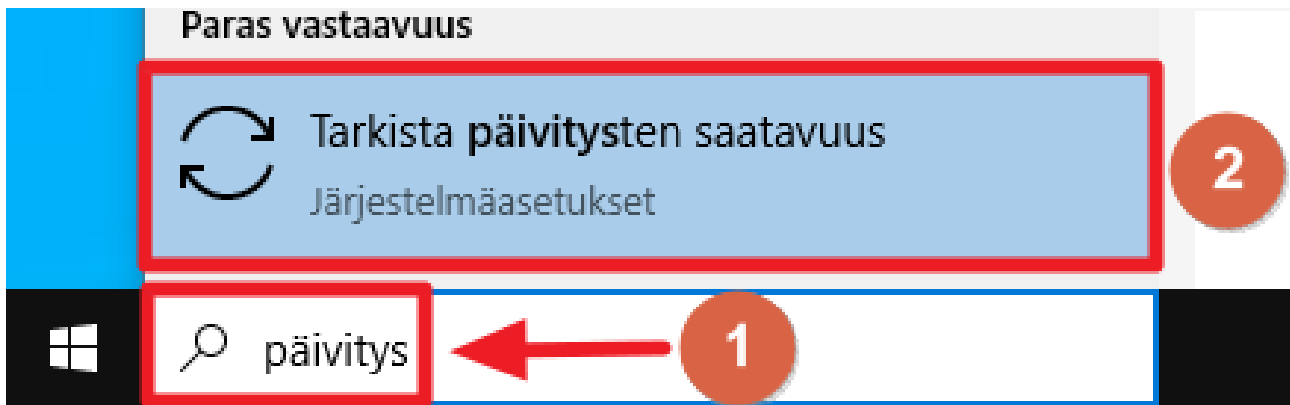 Paras vastaavuus
Tarkista päivitysten saatavuus
Järjestelmäasetukset
2
päivitys
1